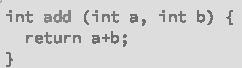 int add (int a, int b) {
  return a+b;
}